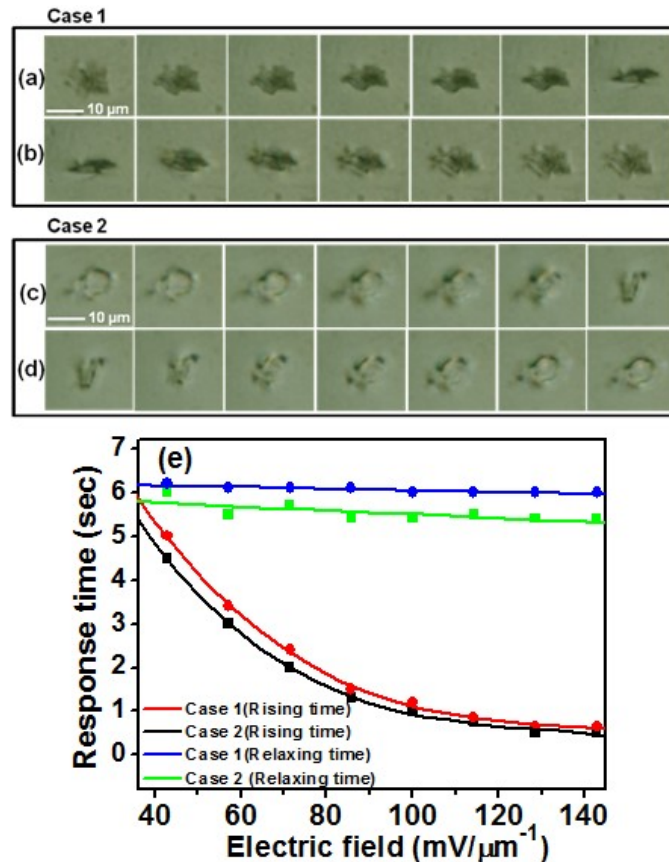 Case 1
(a)
10 µm
(b)
Case 2
(c)
10 µm
(d)
(e)
7
6
5
4
3
2
1
0
Response time (sec)
Case 1(Rising time)
Case 2(Rising time)
Case 1(Relaxing time)
Case 2 (Relaxing time)
40 60 80 100 120 140
Electric field (mV/µm⁻¹)